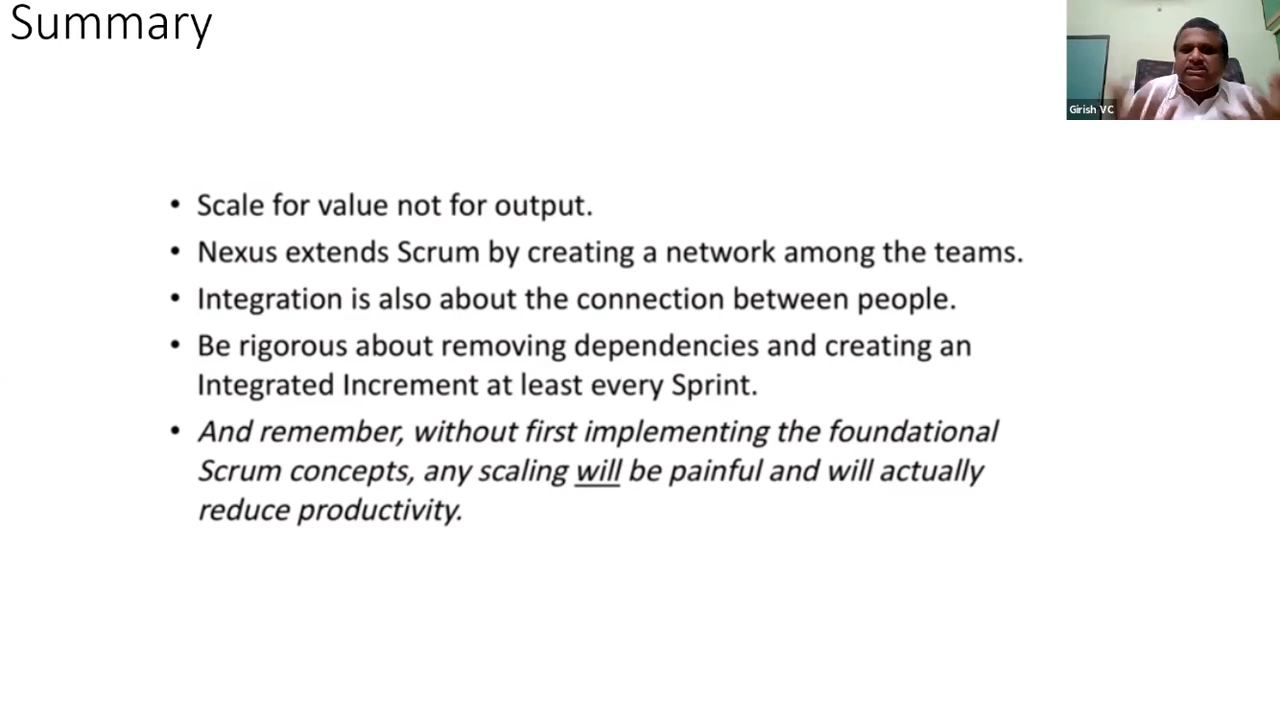 Summary
Girish VC
• Scale for value not for output.
• Nexus extends Scrum by creating a network among the teams.
• Integration is also about the connection between people.
• Be rigorous about removing dependencies and creating an
Integrated Increment at least every Sprint.
• And remember, without first implementing the foundational
Scrum concepts, any scaling will be painful and will actually
reduce productivity.